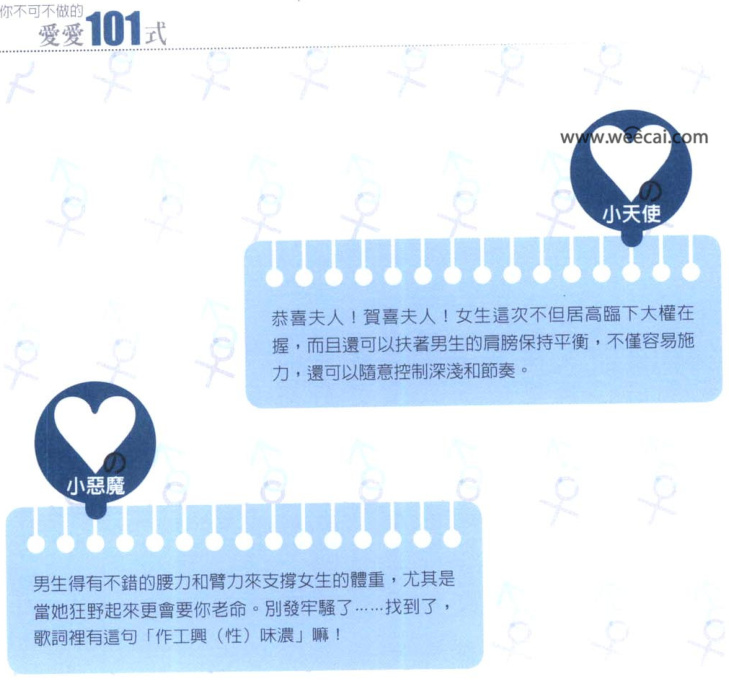 你不可不做的
愛愛101式
www.weecai.com
の
小天使
恭喜夫人！賀喜夫人！女生這次不但居高臨下大權在
握，而且還可以扶著男生的肩膀保持平衡，不僅容易施
力，還可以隨意控制深淺和節奏。
の
小惡魔
男生得有不錯的腰力和臂力來支撐女生的體重，尤其是
當她狂野起來更會要你老命。別發牢騷了……找到了，
歌詞裡有這句「作工興（性）味濃」嘛！